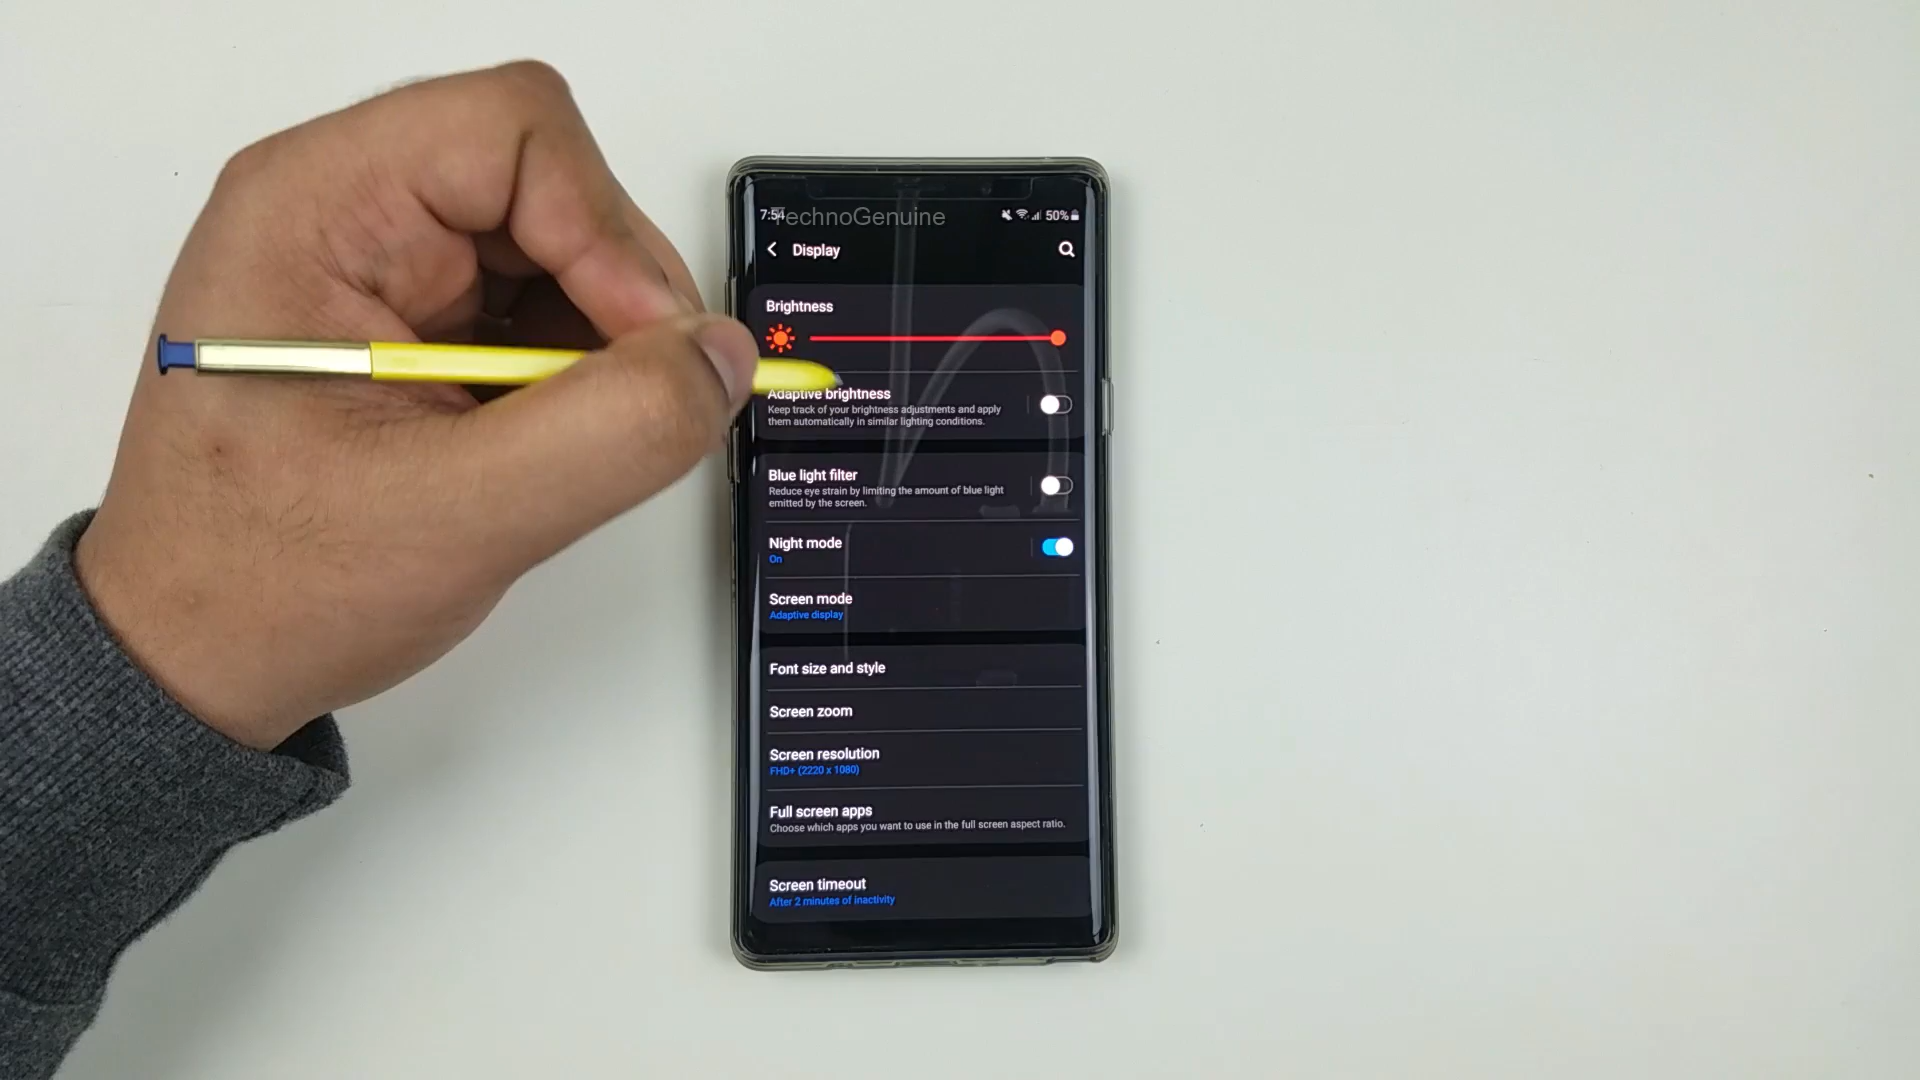 7:54
TechnoGenuine
50%
Display
Brightness
Adaptive brightness
Keep track of your brightness adjustments and apply
them automatically in similar lighting conditions.
Blue light filter
Reduce eye strain by limiting the amount of blue light
emitted by the screen.
Night mode
On
Screen mode
Adaptive display
Font size and style
Screen zoom
Screen resolution
FHD+ (2220 x 1080)
Full screen apps
Choose which apps you want to use in the full screen aspect ratio.
Screen timeout
After 2 minutes of inactivity